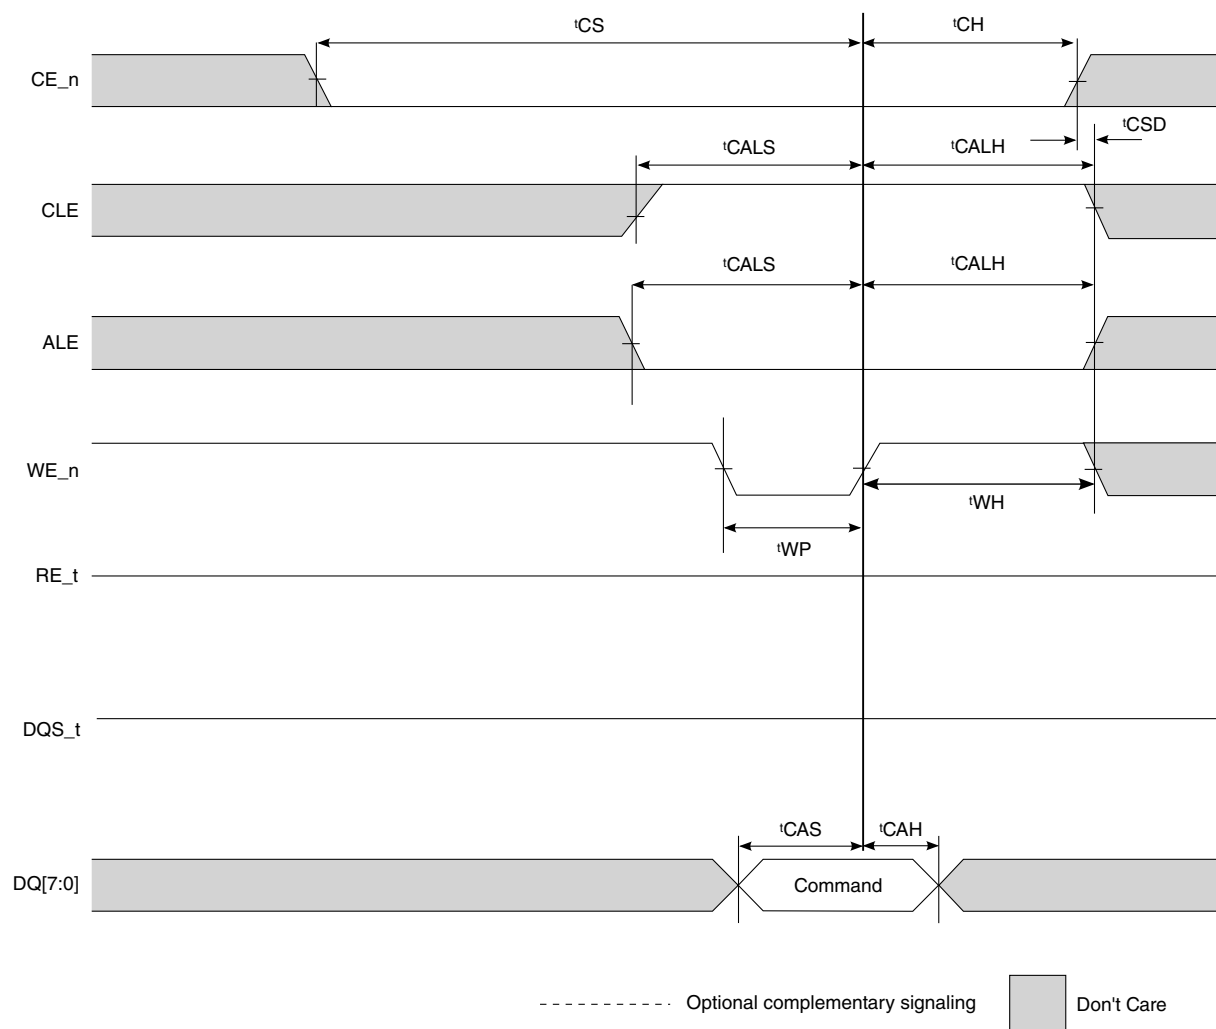 tCS
tCH
CE_n
tCSD
tCALS
tCALH
CLE
tCALS
tCALH
ALE
WE_n
tWH
tWP
RE_t
DQS_t
tCAS
tCAH
DQ[7:0]
Command
Optional complementary signaling
Don't Care